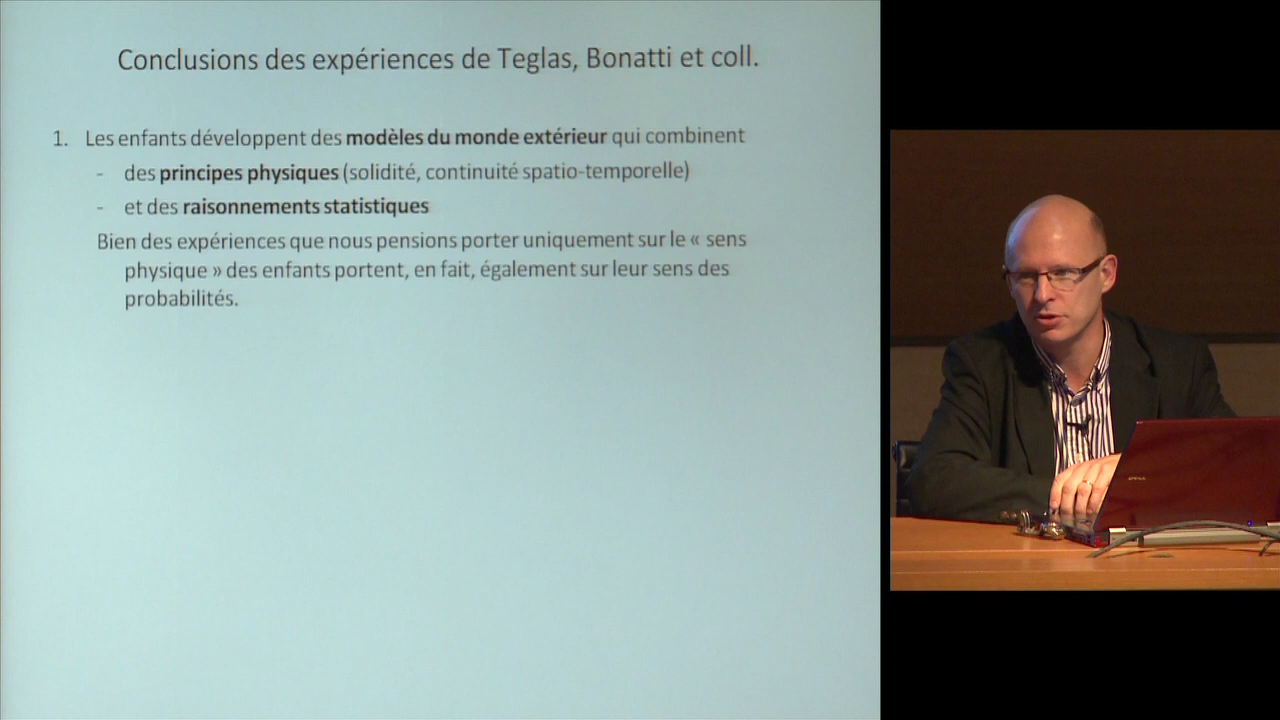 Conclusions des expériences de Teglas, Bonatti et coll.
1. Les enfants développent des modèles du monde extérieur qui combinent
- des principes physiques (solidité, continuité spatio-temporelle)
- et des raisonnements statistiques
Bien des expériences que nous pensions porter uniquement sur le « sens
physique » des enfants portent, en fait, également sur leur sens des
probabilités.